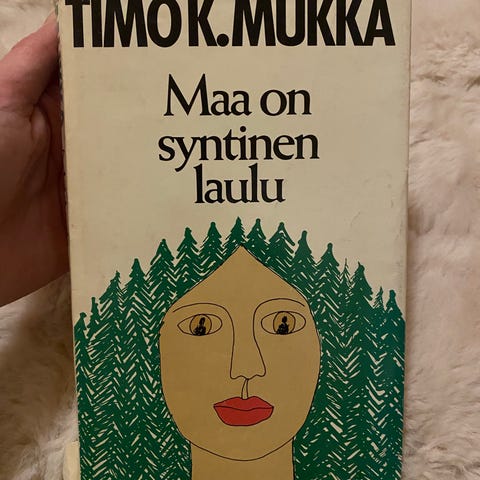 TIMO K. MUKKA
Maa on
syntinen
laulu